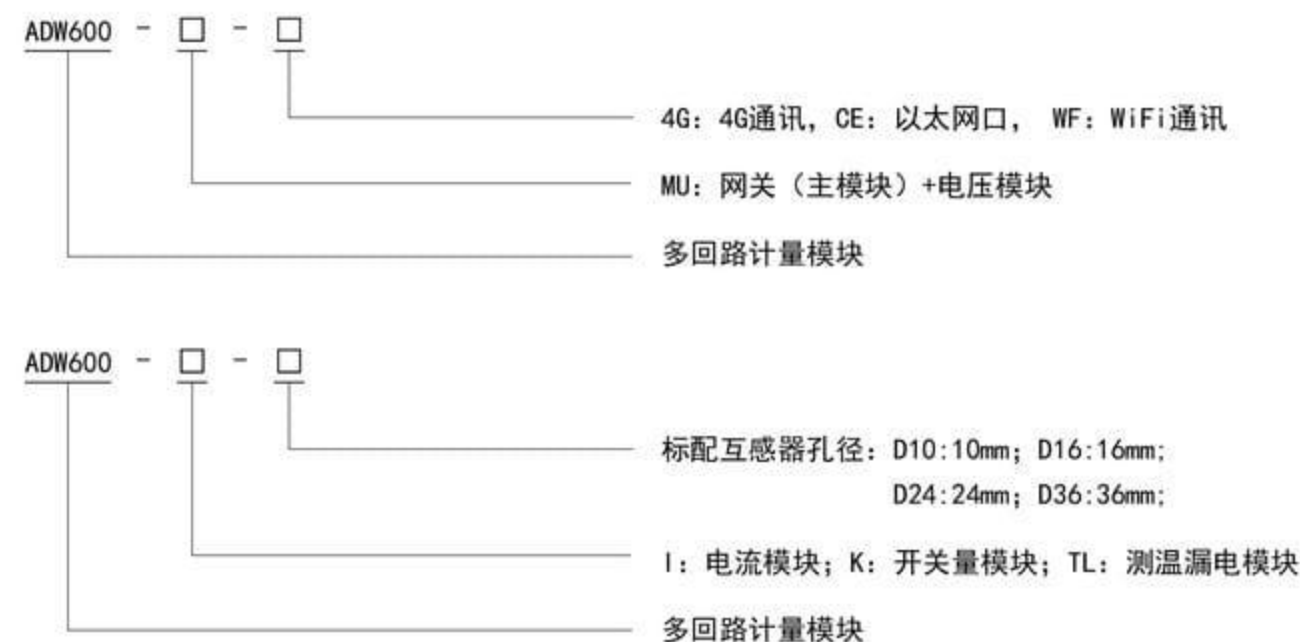 ADW600 - □ - □
4G：4G通讯，CE：以太网口， WF：WiFi通讯
MU：网关（主模块）+电压模块
多回路计量模块
ADW600 - □ - □
标配互感器孔径：D10:10mm；D16:16mm;
D24:24mm；D36:36mm;
I：电流模块；K：开关量模块；TL：测温漏电模块
多回路计量模块